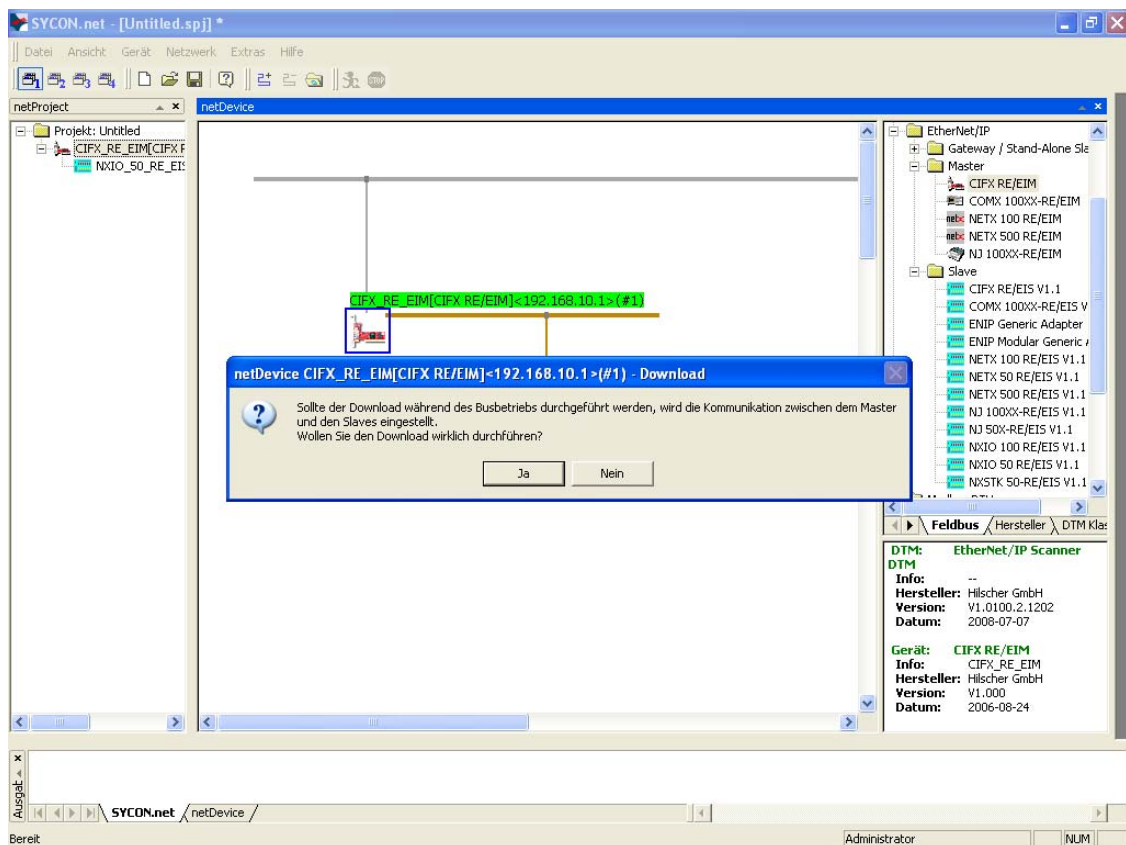 SYCON.net - [Untitled.spj] *
Datei Ansicht Gerät Netzwerk Extras Hilfe
netProject
netDevice
Projekt: Untitled
CIFX_RE_EIM[CIFX
NXIO_50_RE_EI
CIFX_RE_EIM[CIFX RE/EIM]<192.168.10.1>(#1)
netDevice CIFX_RE_EIM[CIFX RE/EIM]<192.168.10.1>(#1) - Download
Sollte der Download während des Busbetriebs durchgeführt werden, wird die Kommunikation zwischen dem Master
und den Slaves eingestellt.
Wollen Sie den Download wirklich durchführen?
Ja Nein
EtherNet/IP
Gateway / Stand-Alone Sla
Master
CIFX RE/EIM
COMX 100XX-RE/EIM
NETX 100 RE/EIM
NETX 500 RE/EIM
NJ 100XX-RE/EIM
Slave
CIFX RE/EIS V1.1
COMX 100XX-RE/EIS V
ENIP Generic Adapter
ENIP Modular Generic
NETX 100 RE/EIS V1.1
NETX 50 RE/EIS V1.1
NETX 500 RE/EIS V1.1
NJ 100XX-RE/EIS V1.1
NJ 50X-RE/EIS V1.1
NXIO 100 RE/EIS V1.1
NXIO 50 RE/EIS V1.1
NXSTK 50-RE/EIS V1.1
Feldbus Hersteller DTM Klas
DTM: EtherNet/IP Scanner
DTM
Info: --
Hersteller: Hilscher GmbH
Version: V1.0100.2.1202
Datum: 2008-07-07
Gerät: CIFX RE/EIM
Info: CIFX_RE_EIM
Hersteller: Hilscher GmbH
Version: V1.000
Datum: 2006-08-24
Ausgab
SYCON.net netDevice
Bereit
Administrator
NUM